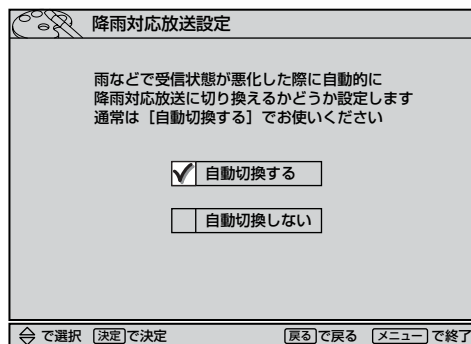 降雨対応放送設定
雨などで受信状態が悪化した際に自動的に
降雨対応放送に切り換えるかどうか設定します
通常は［自動切換する］でお使いください
自動切換する
自動切換しない
で選択 決定で決定 戻るで戻る メニューで終了